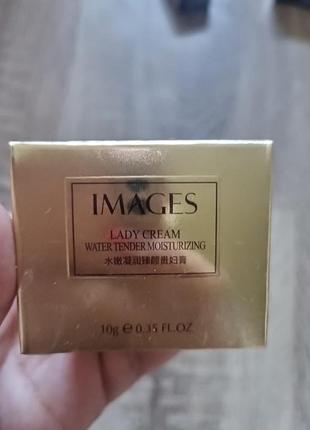 IMAGES
LADY CREAM
WATER TENDER MOISTURIZING
水嫩凝润臻颜贵妇膏
10g e 0.35 FL.OZ